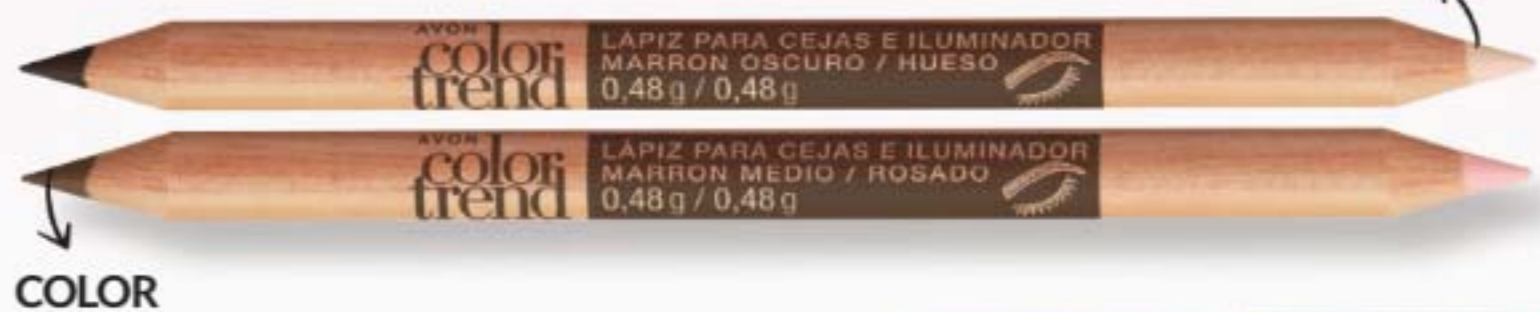 AVON
color
trend
LÁPIZ PARA CEJAS E ILUMINADOR
MARRON OSCURO / HUESO
0,48 g / 0,48 g
AVON
color
trend
LÁPIZ PARA CEJAS E ILUMINADOR
MARRON MEDIO / ROSADO
0,48 g / 0,48 g
COLOR